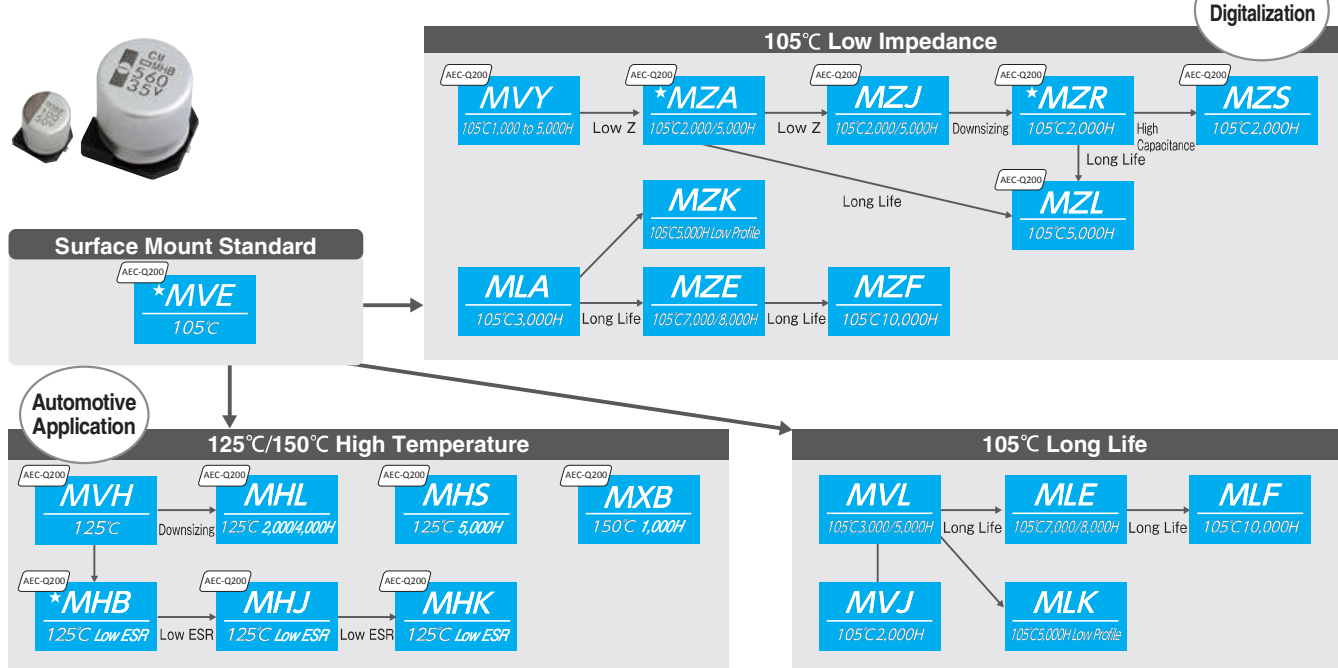 Digitalization
CM
MHB
560
35V
100
50V
105℃ Low Impedance
AEC-Q200
MVY
105℃1,000 to 5,000H
Low Z
AEC-Q200
★MZA
105℃2,000/5,000H
Low Z
AEC-Q200
MZJ
105℃2,000/5,000H
Downsizing
AEC-Q200
★MZR
105℃2,000H
High
Capacitance
AEC-Q200
MZS
105℃2,000H
Long Life
Long Life
AEC-Q200
MZL
105℃5,000H
MZK
105℃5,000H Low Profile
MLA
105℃3,000H
Long Life
MZE
105℃7,000/8,000H
Long Life
MZF
105℃10,000H
Surface Mount Standard
AEC-Q200
★MVE
105℃
Automotive
Application
125℃/150℃ High Temperature
AEC-Q200
MVH
125℃
Downsizing
AEC-Q200
MHL
125℃ 2,000/4,000H
AEC-Q200
MHS
125℃ 5,000H
AEC-Q200
MXB
150℃ 1,000H
AEC-Q200
★MHB
125℃ Low ESR
Low ESR
AEC-Q200
MHJ
125℃ Low ESR
Low ESR
AEC-Q200
MHK
125℃ Low ESR
105℃ Long Life
MVL
105℃3,000/5,000H
Long Life
MLE
105℃7,000/8,000H
Long Life
MLF
105℃10,000H
MVJ
105℃2,000H
MLK
105℃5,000H Low Profile